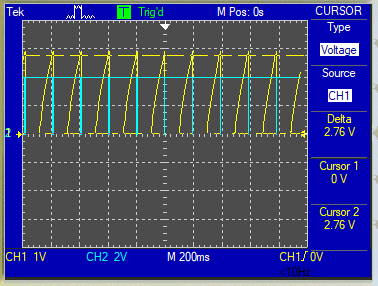 Tek T Trig'd M Pos: 0s CURSOR
Type
Voltage
Source
CH1
Delta
2.76 V
Cursor 1
0 V
Cursor 2
2.76 V
CH1 1V CH2 2V M 200ms CH1 / 0V